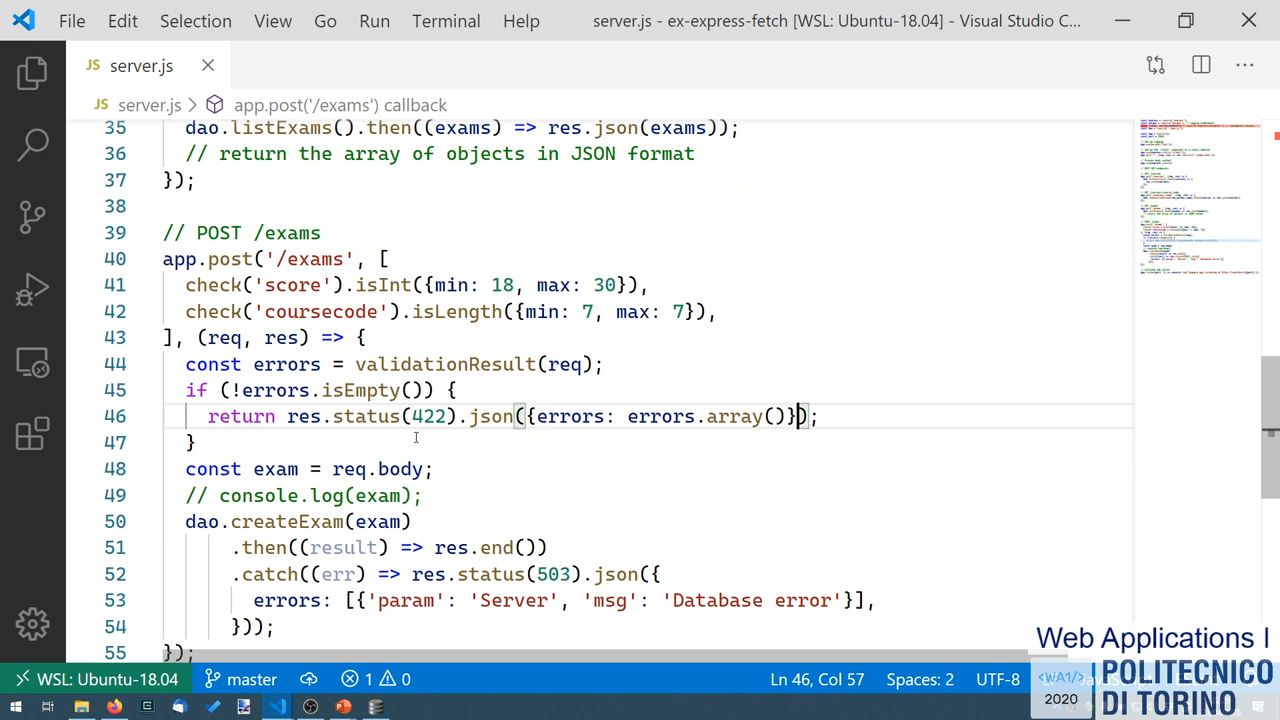 File Edit Selection View Go Run Terminal Help server.js - ex-express-fetch [WSL: Ubuntu-18.04] - Visual Studio C...
JS server.js
JS server.js > app.post('/exams') callback
35 dao.listExams().then((exams) => res.json(exams));
36 // return the array of objects in JSON format
37 });
38
39 // POST /exams
40 app.post('/exams', [
41 check('score').isInt({min: 18, max: 30}),
42 check('coursecode').isLength({min: 7, max: 7}),
43 ], (req, res) => {
44 const errors = validationResult(req);
45 if (!errors.isEmpty()) {
46 return res.status(422).json({errors: errors.array()});
47 }
48 const exam = req.body;
49 // console.log(exam);
50 dao.createExam(exam)
51 .then((result) => res.end())
52 .catch((err) => res.status(503).json({
53 errors: [{'param': 'Server', 'msg': 'Database error'}],
54 }));
55 });
Web Applications I
<WA1/>
2020
POLITECNICO
DI TORINO
WSL: Ubuntu-18.04 master 1 0 Ln 46, Col 57 Spaces: 2 UTF-8